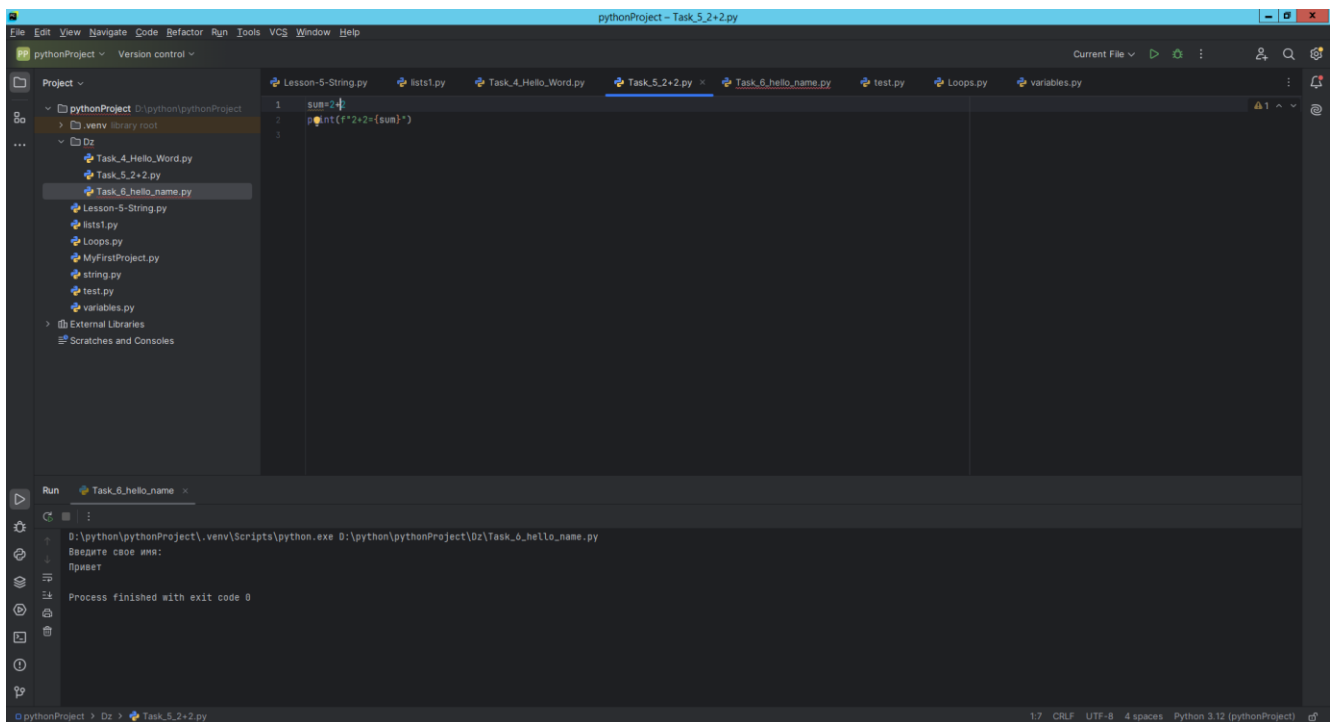 pythonProject – Task_5_2+2.py
File Edit View Navigate Code Refactor Run Tools VCS Window Help
PP pythonProject Version control Current File
Project
Lesson-5-String.py lists1.py Task_4_Hello_Word.py Task_5_2+2.py Task_6_hello_name.py test.py Loops.py variables.py
pythonProject D:\python\pythonProject
.venv library root
Dz
Task_4_Hello_Word.py
Task_5_2+2.py
Task_6_hello_name.py
Lesson-5-String.py
lists1.py
Loops.py
MyFirstProject.py
string.py
test.py
variables.py
External Libraries
Scratches and Consoles
1 sum=2+2
2 print(f"2+2={sum}")
3
1
Run Task_6_hello_name
D:\python\pythonProject\.venv\Scripts\python.exe D:\python\pythonProject\Dz\Task_6_hello_name.py
Введите свое имя:
Привет
Process finished with exit code 0
pythonProject > Dz > Task_5_2+2.py 1:7 CRLF UTF-8 4 spaces Python 3.12 (pythonProject)